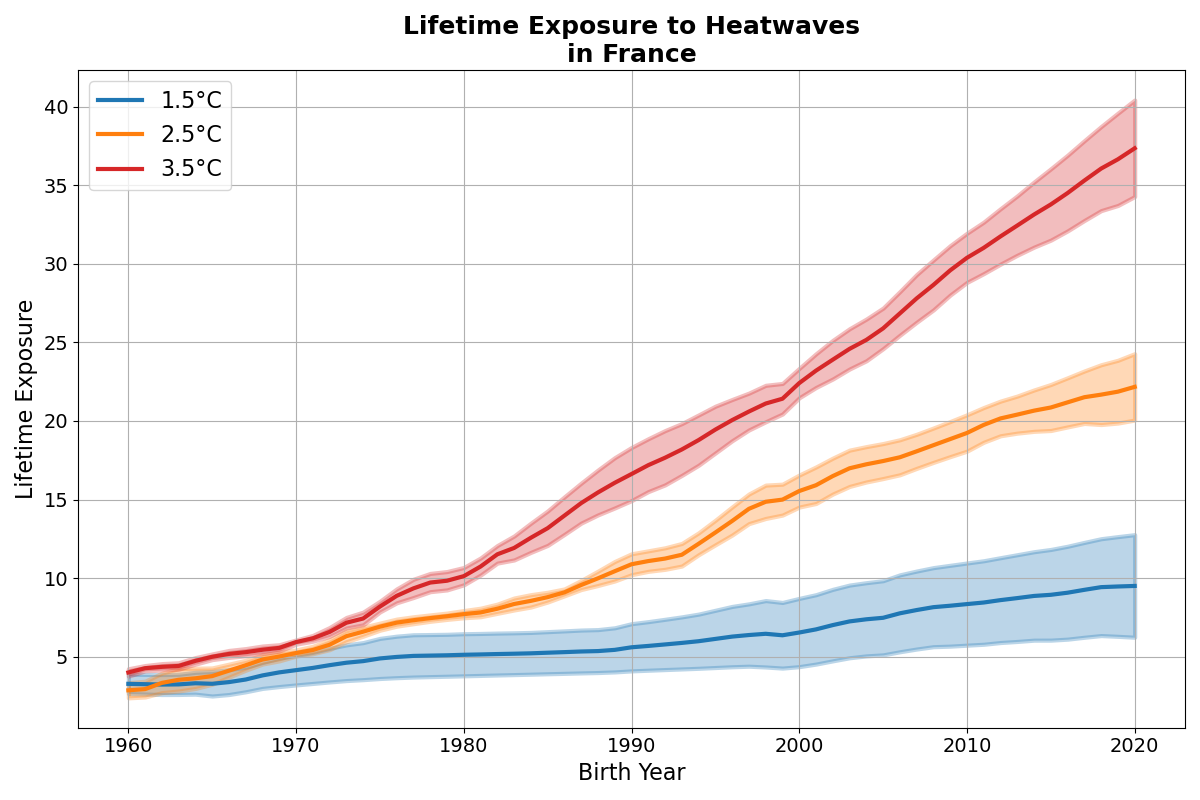 Lifetime Exposure to Heatwaves
in France
1.5°C
2.5°C
3.5°C
Lifetime Exposure
40
35
30
25
20
15
10
5
1960 1970 1980 1990 2000 2010 2020
Birth Year